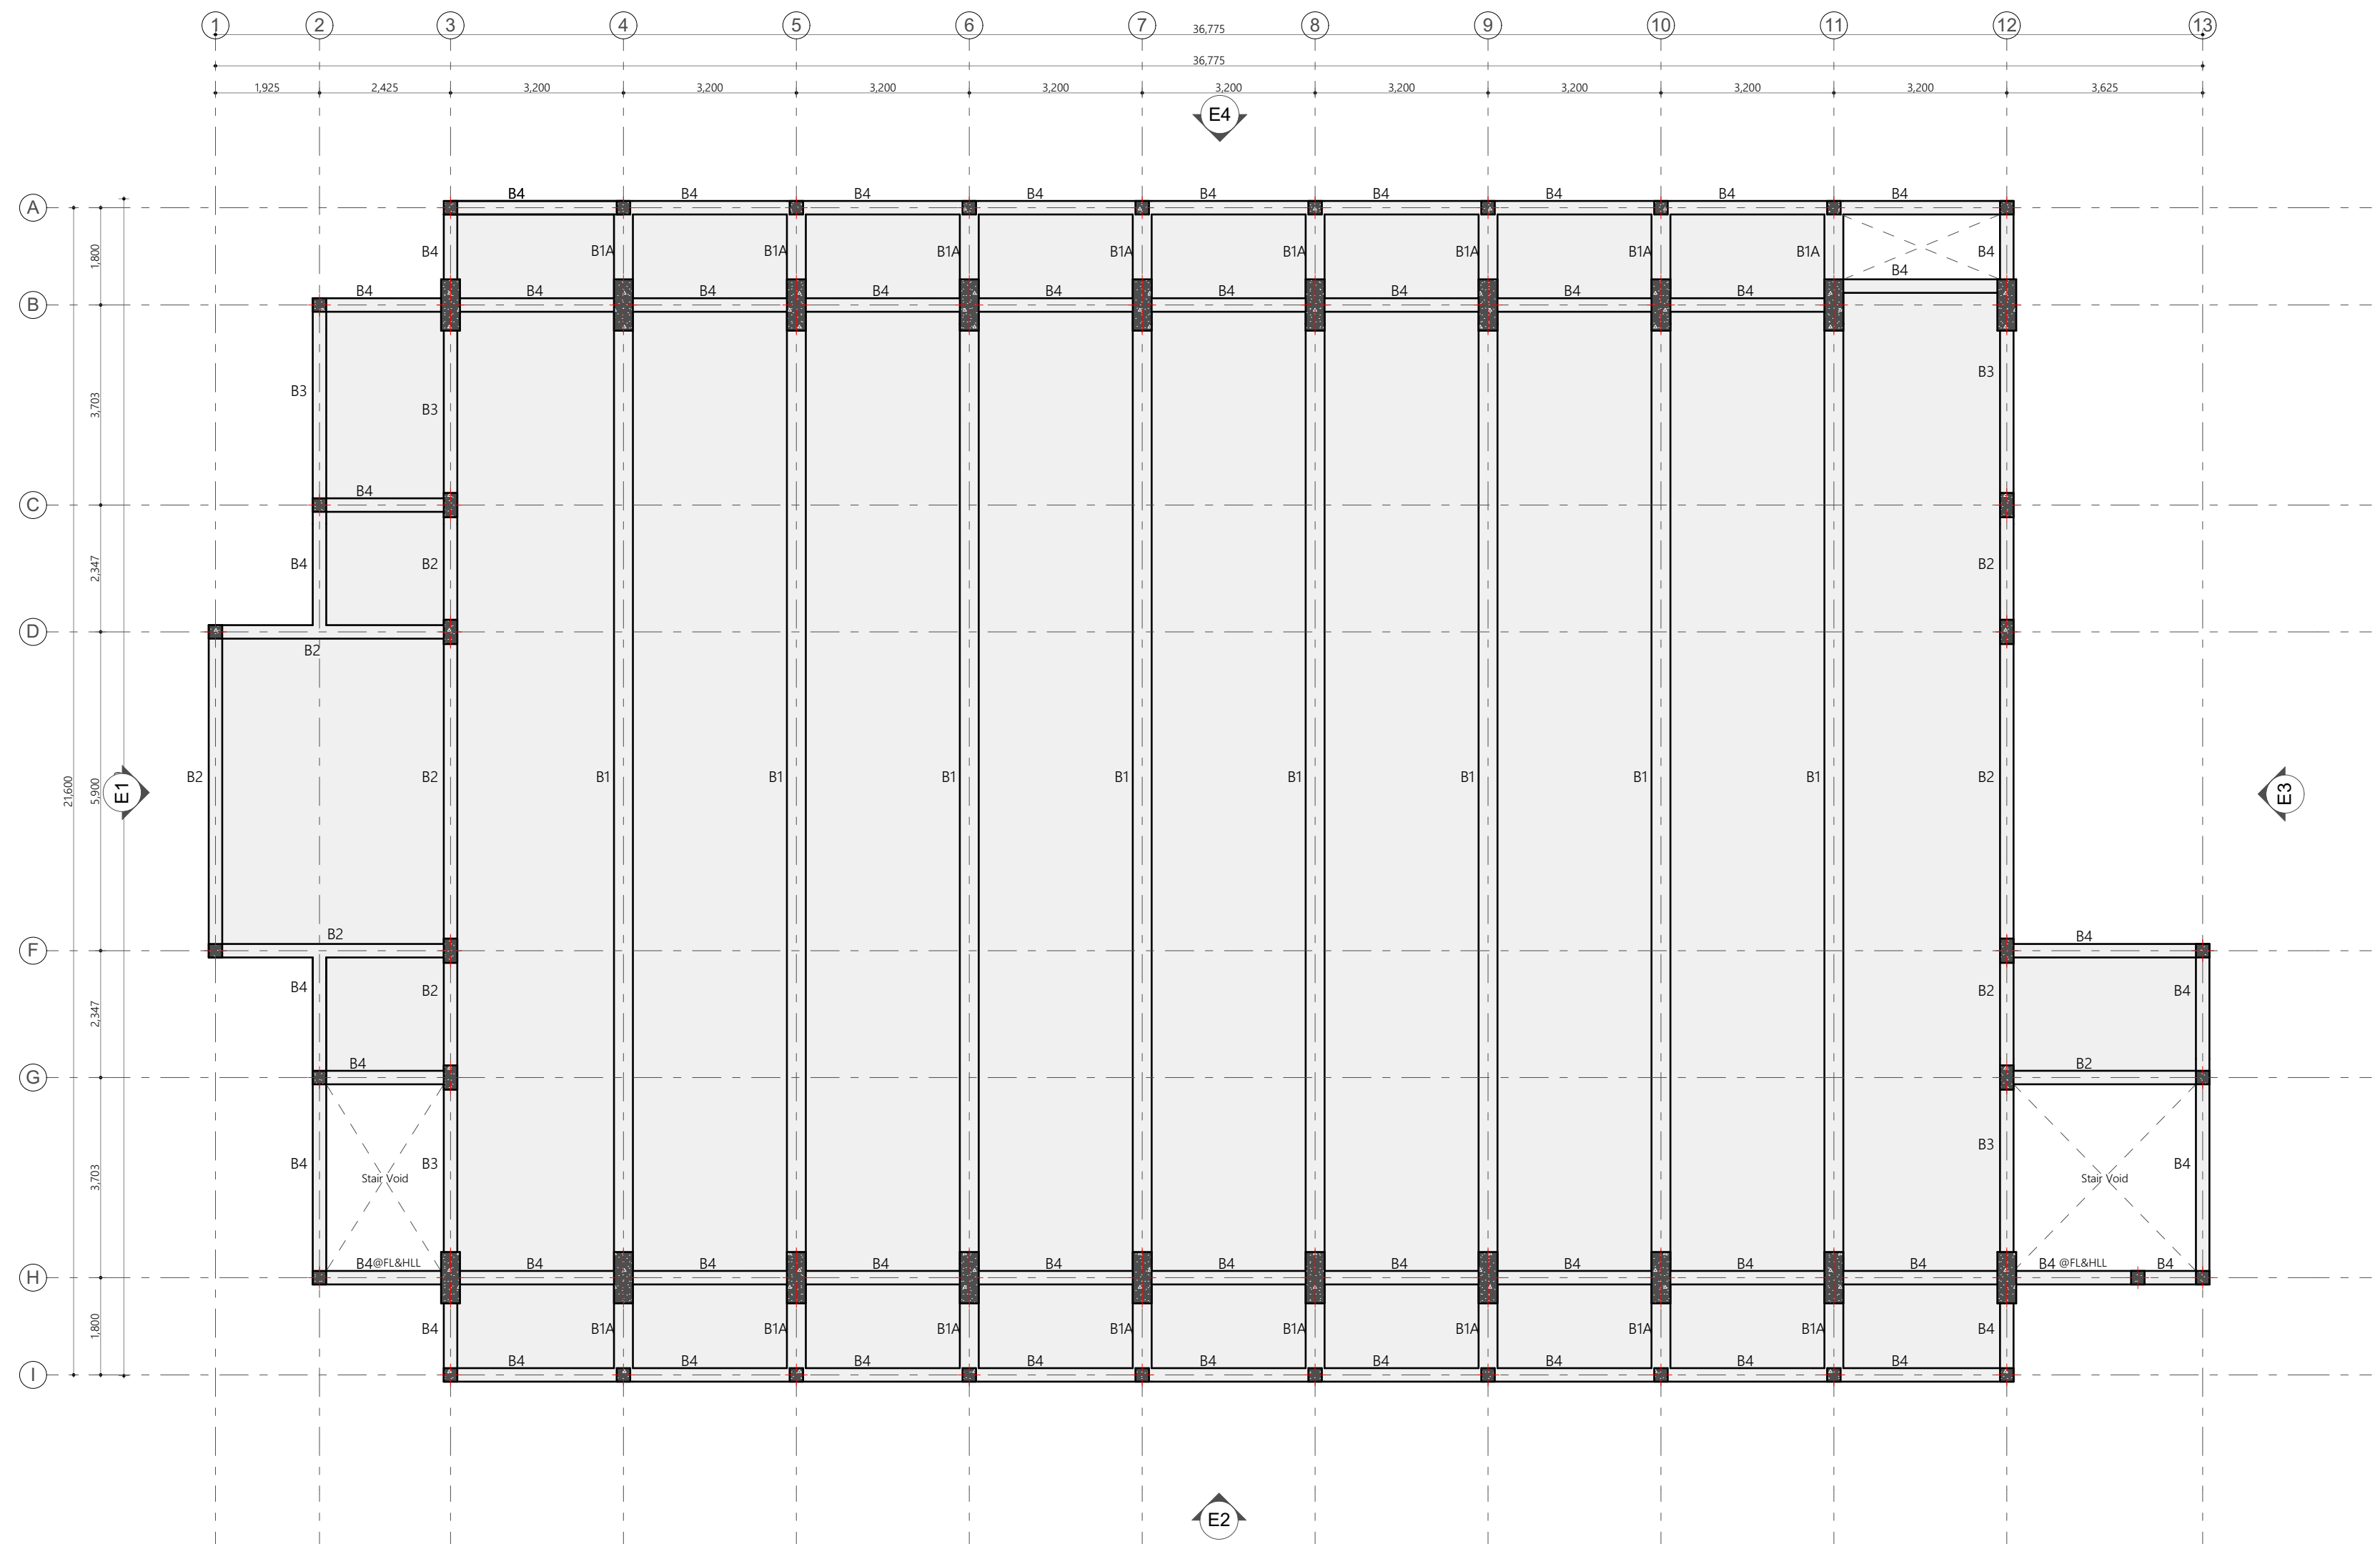 1 2 3 4 5 6 7 8 9 10 11 12 13
36,775
36,775
1,925 2,425 3,200 3,200 3,200 3,200 3,200 3,200 3,200 3,200 3,200 3,625
E4
A B4 B4 B4 B4 B4 B4 B4 B4 B4
1,800 B4 B1A B1A B1A B1A B1A B1A B1A B1A B4
B4
B B4 B4 B4 B4 B4 B4 B4 B4 B4
B3
3,703 B3 B3
C B4
2,347 B4 B2 B2
D
B2
21,600 5,900 E1 B2 B2 B1 B1 B1 B1 B1 B1 B1 B1 B2 E3
F B2 B4
2,347 B4 B2 B2 B4
G B4 B2
B3
3,703 B4 B3 B4
Stair Void Stair Void
H B4@FL&HLL B4 B4 B4 B4 B4 B4 B4 B4 B4 B4 @FL&HLL B4
1,800 B4 B1A B1A B1A B1A B1A B1A B1A B1A B4
I B4 B4 B4 B4 B4 B4 B4 B4 B4
E2